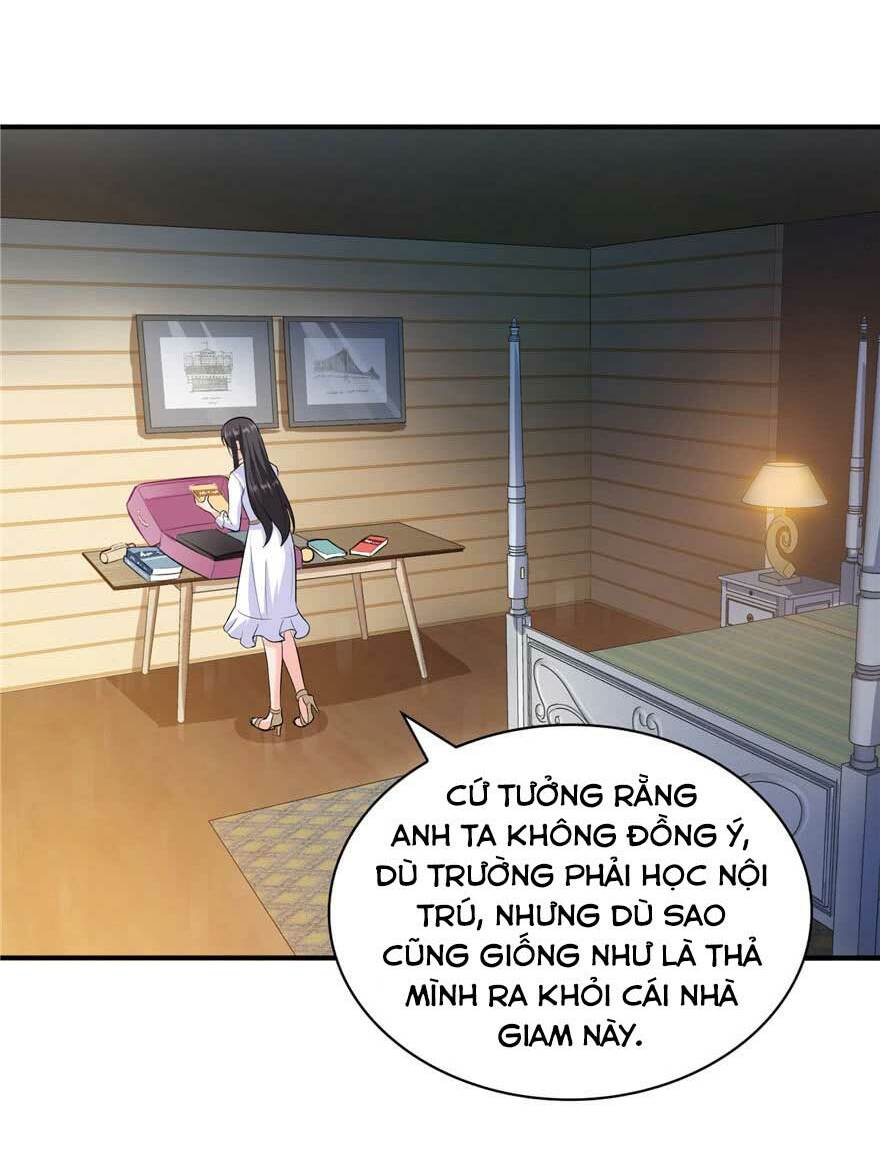 CỨ TƯỞNG RẰNG
ANH TA KHÔNG ĐỒNG Ý,
DÙ TRƯỜNG PHẢI HỌC NỘI
TRÚ, NHƯNG DÙ SAO
CŨNG GIỐNG NHƯ LÀ THẢ
MÌNH RA KHỎI CÁI NHÀ
GIAM NÀY.